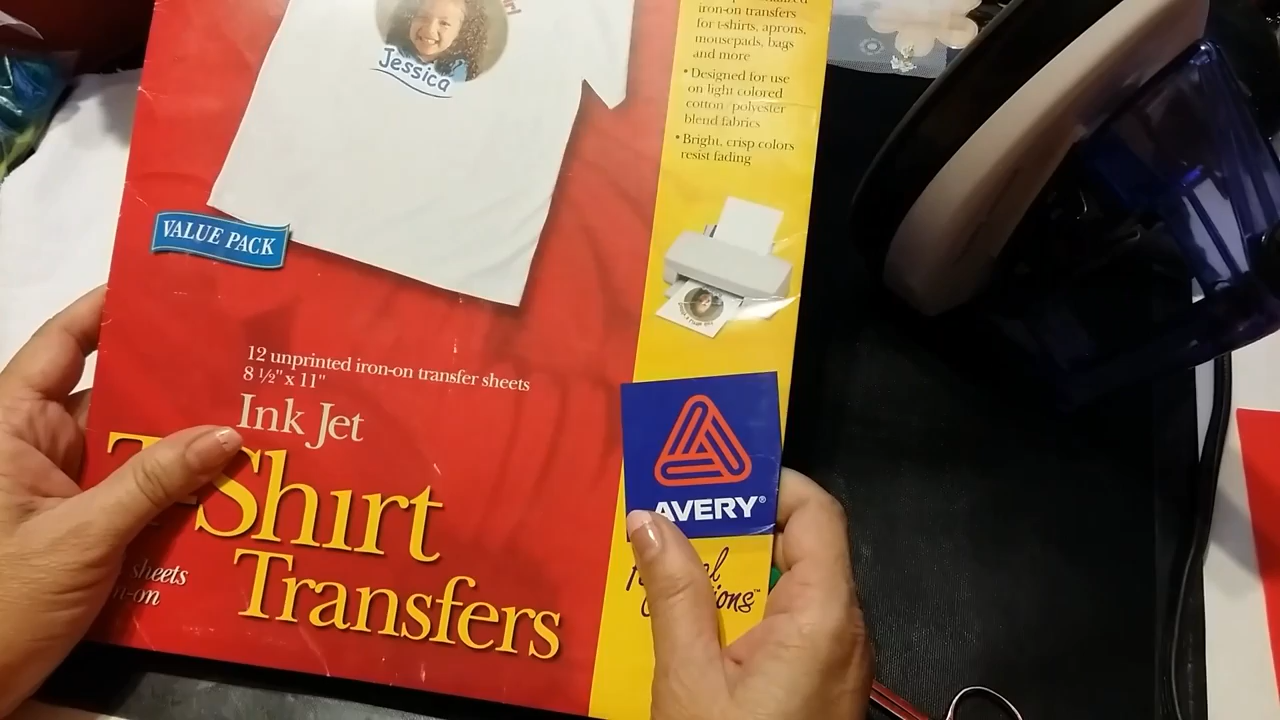 Jessica
iron-on transfers
for t-shirts, aprons,
mousepads, bags
and more
• Designed for use
on light colored
cotton/polyester
blend fabrics
• Bright, crisp colors
resist fading
VALUE PACK
12 unprinted iron-on transfer sheets
8 ½" x 11"
Ink Jet
T-Shirt
Transfers
sheets
AVERY®